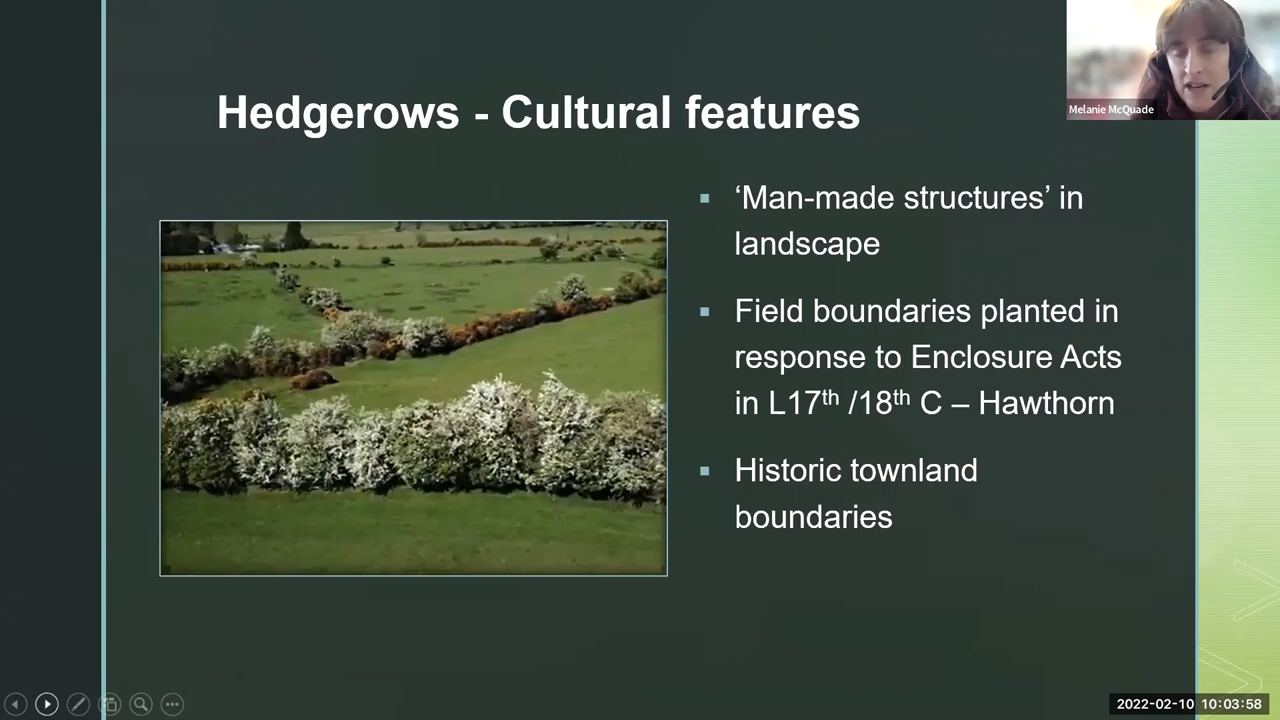 Melanie McQuade
Hedgerows - Cultural features
▪ ‘Man-made structures’ in
landscape
▪ Field boundaries planted in
response to Enclosure Acts
in L17th /18th C – Hawthorn
▪ Historic townland
boundaries
2022-02-10 10:03:58